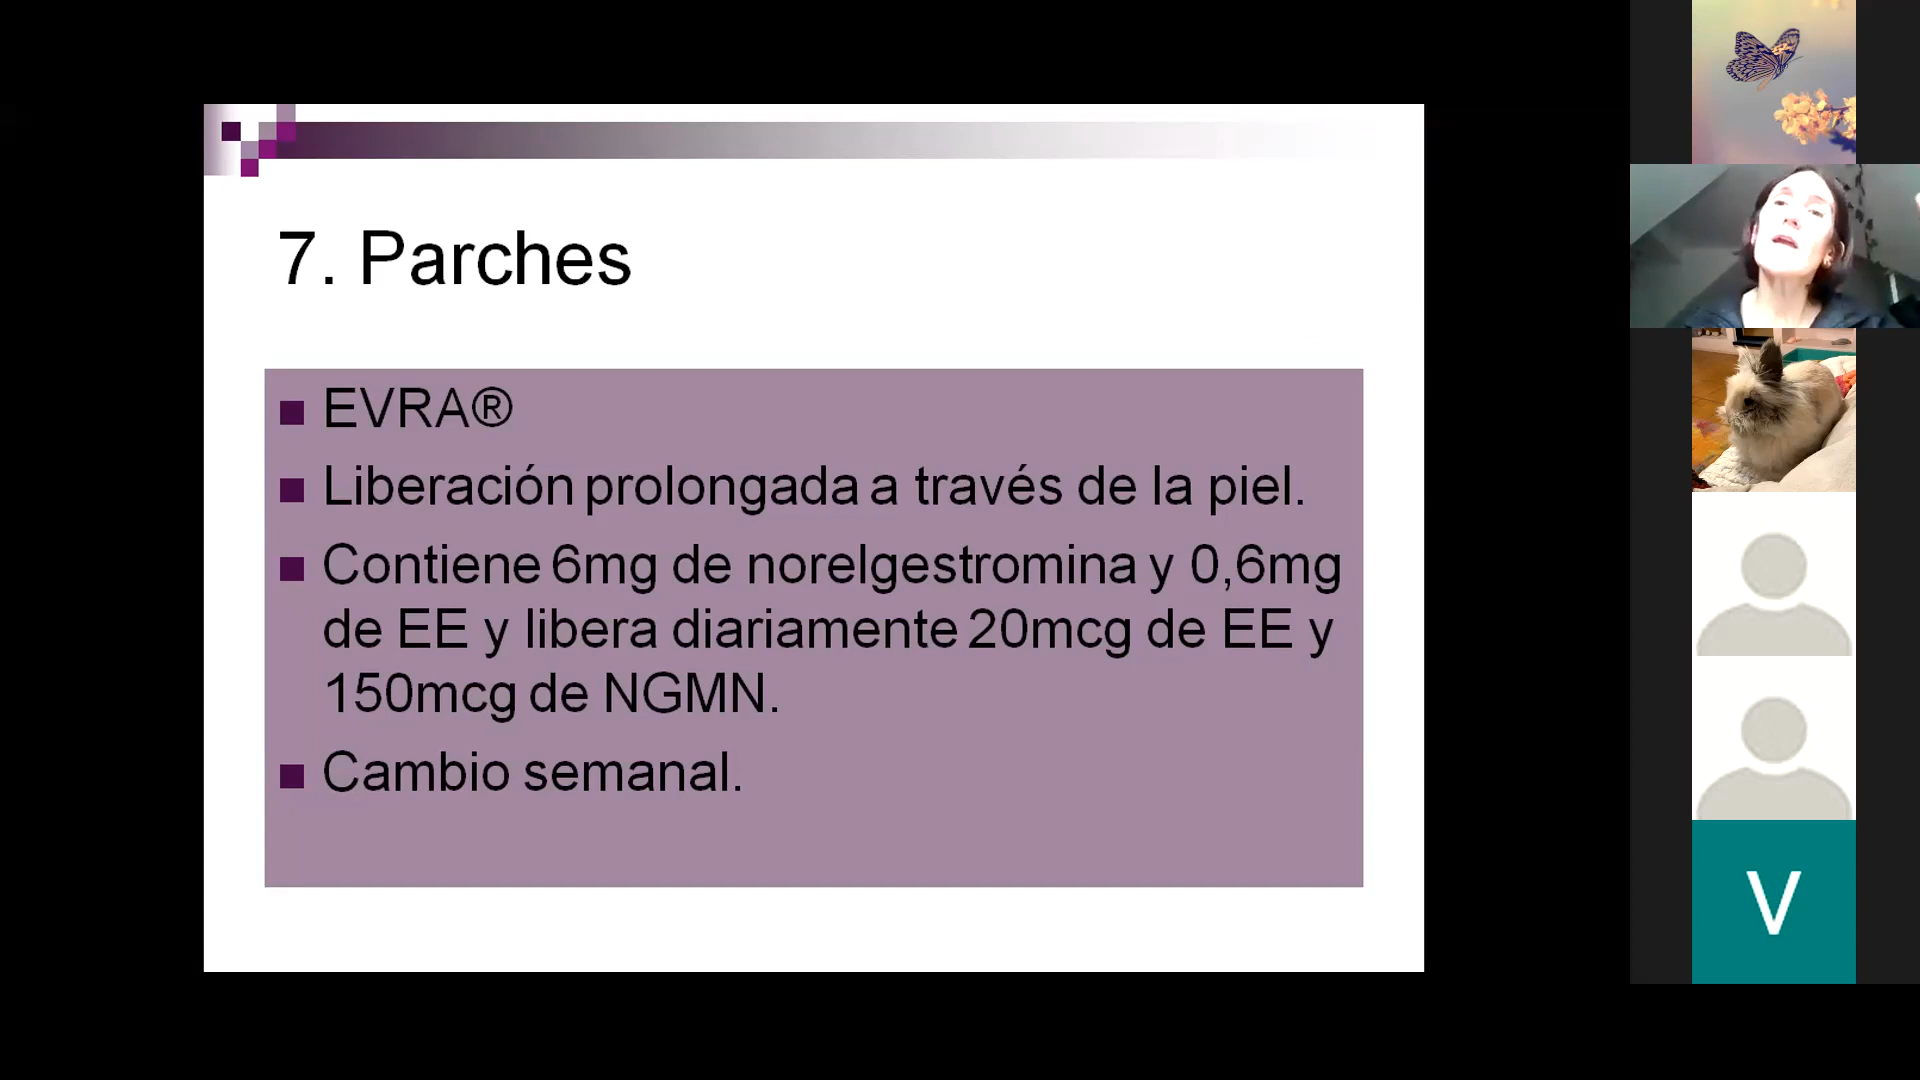 7. Parches
EVRA®
Liberación prolongada a través de la piel.
Contiene 6mg de norelgestromina y 0,6mg
de EE y libera diariamente 20mcg de EE y
150mcg de NGMN.
Cambio semanal.
V